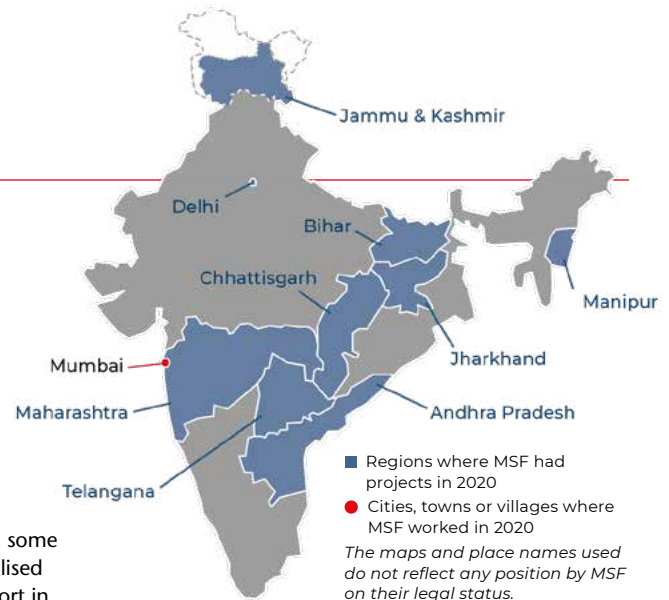 Jammu & Kashmir
Delhi
Bihar
Chhattisgarh
Manipur
Mumbai
Jharkhand
Maharashtra
Andhra Pradesh
Telangana
Regions where MSF had
projects in 2020
Cities, towns or villages where
MSF worked in 2020
The maps and place names used
do not reflect any position by MSF
on their legal status.
some
lised
ort in